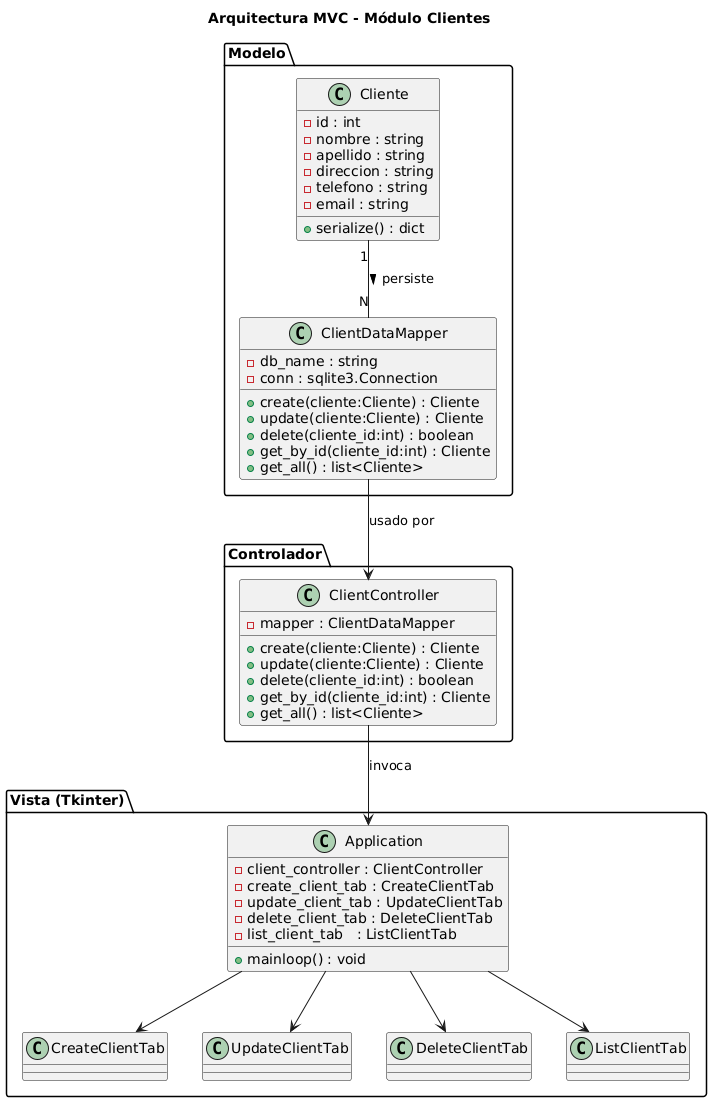 Arquitectura MVC - Módulo Clientes
Modelo
C Cliente
id : int
nombre : string
apellido : string
direccion : string
telefono : string
email : string
serialize() : dict
1
persiste
N
C ClientDataMapper
db_name : string
conn : sqlite3.Connection
create(cliente:Cliente) : Cliente
update(cliente:Cliente) : Cliente
delete(cliente_id:int) : boolean
get_by_id(cliente_id:int) : Cliente
get_all() : list<Cliente>
usado por
Controlador
C ClientController
mapper : ClientDataMapper
create(cliente:Cliente) : Cliente
update(cliente:Cliente) : Cliente
delete(cliente_id:int) : boolean
get_by_id(cliente_id:int) : Cliente
get_all() : list<Cliente>
invoca
Vista (Tkinter)
C Application
client_controller : ClientController
create_client_tab : CreateClientTab
update_client_tab : UpdateClientTab
delete_client_tab : DeleteClientTab
list_client_tab : ListClientTab
mainloop() : void
C CreateClientTab
C UpdateClientTab
C DeleteClientTab
C ListClientTab